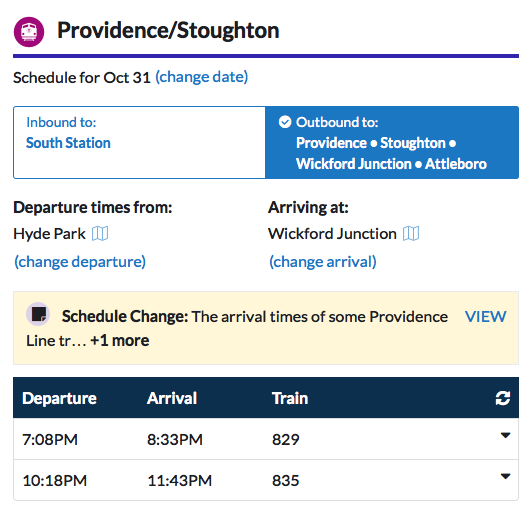 Providence/Stoughton
Schedule for Oct 31 (change date)
Inbound to:
South Station
Outbound to:
Providence • Stoughton •
Wickford Junction • Attleboro
Departure times from:
Hyde Park
(change departure)
Arriving at:
Wickford Junction
(change arrival)
Schedule Change: The arrival times of some Providence
Line tr… +1 more
VIEW
Departure Arrival Train
7:08PM 8:33PM 829
10:18PM 11:43PM 835